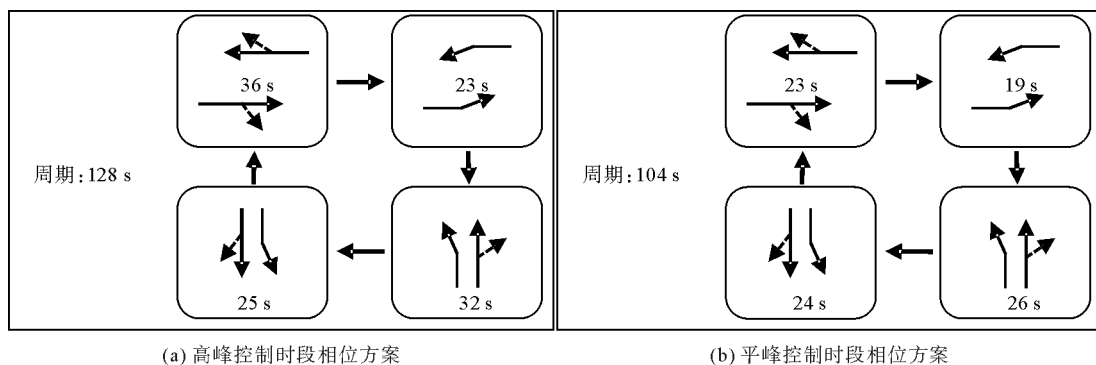 36 s
23 s
周期:128 s
25 s
32 s
(a) 高峰控制时段相位方案
23 s
19 s
周期:104 s
24 s
26 s
(b) 平峰控制时段相位方案